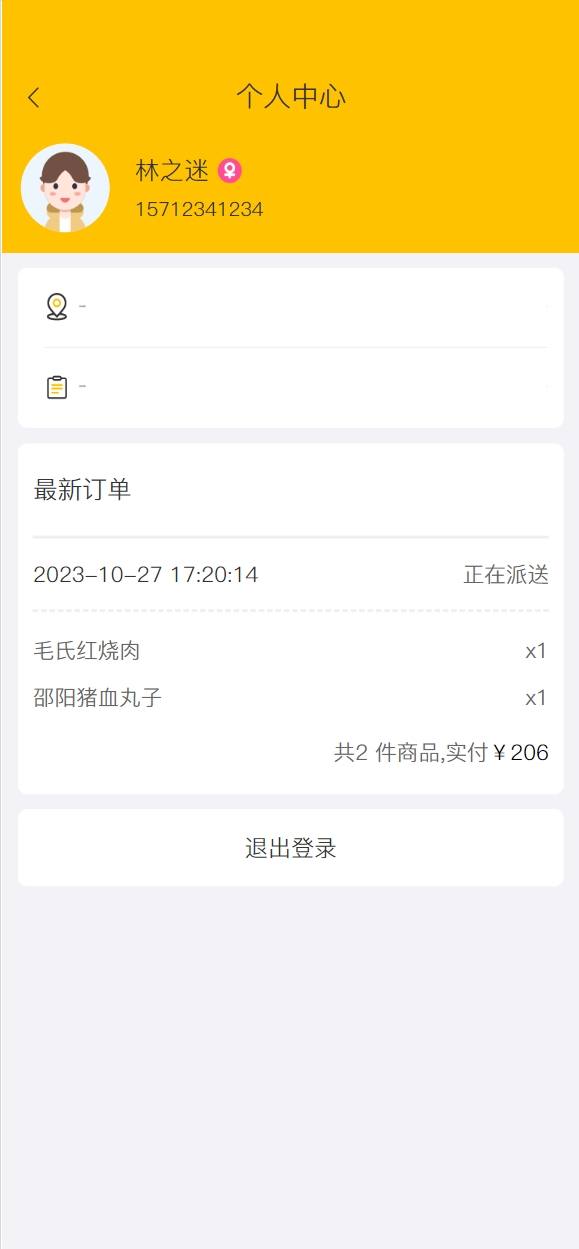 个人中心
林之迷
15712341234
-
-
最新订单
2023-10-27 17:20:14 正在派送
毛氏红烧肉 x1
邵阳猪血丸子 x1
共2 件商品,实付￥206
退出登录